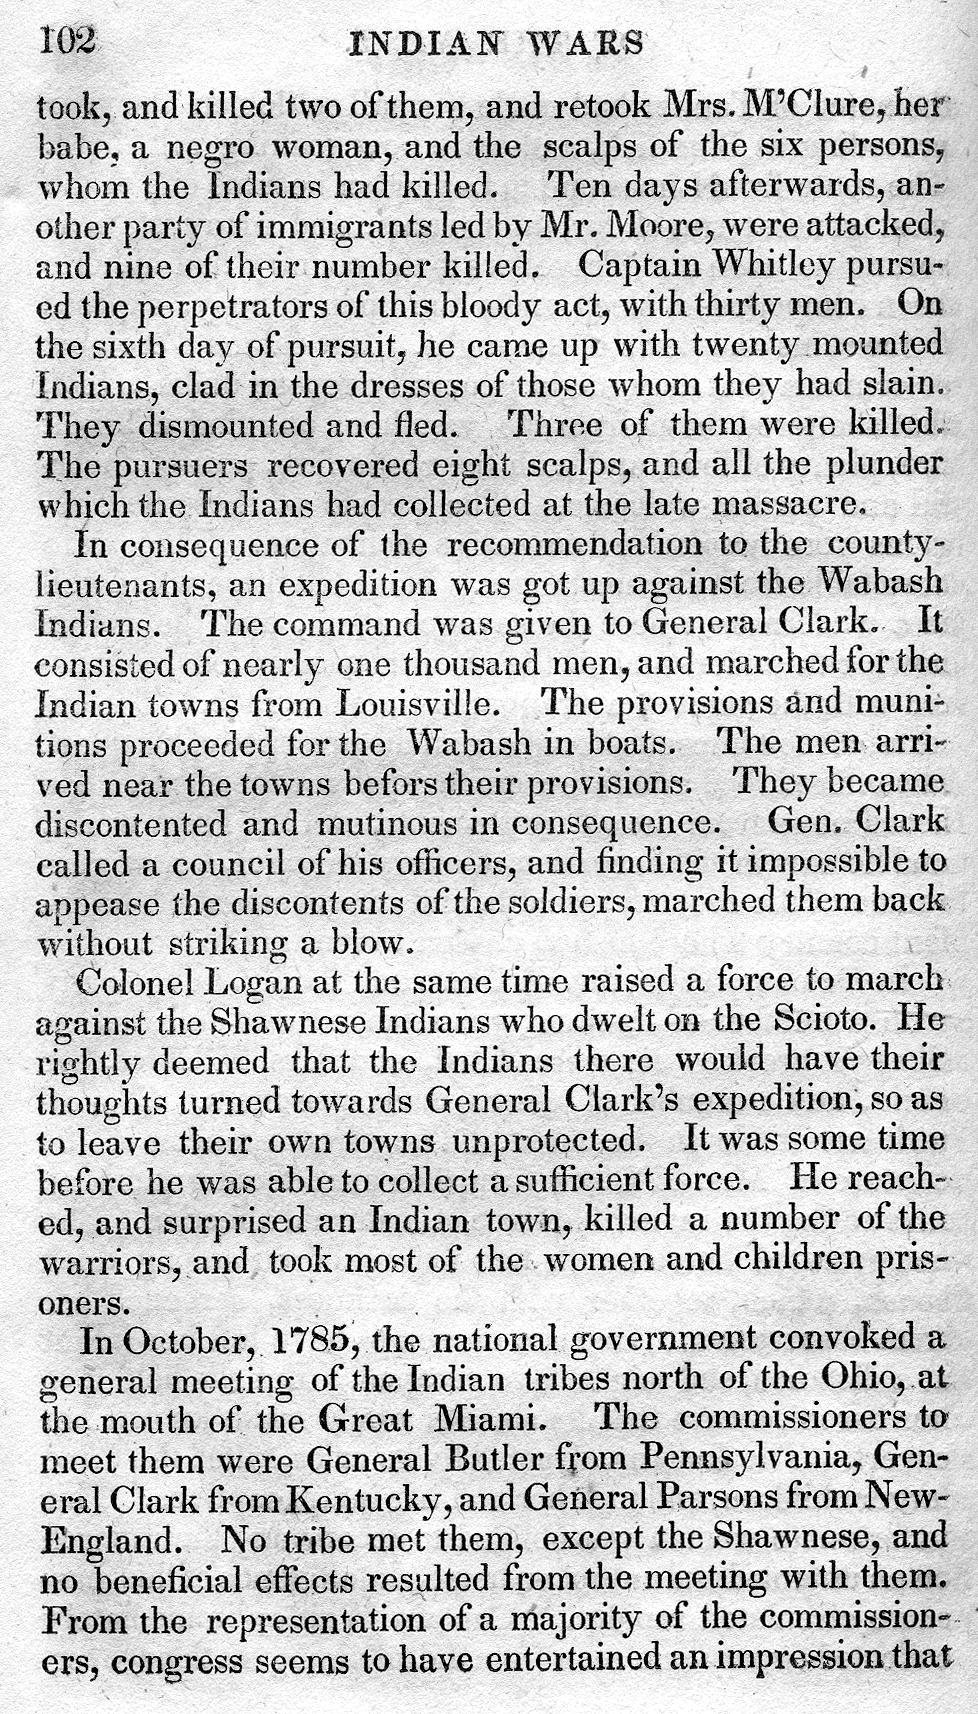 102 INDIAN WARS
took, and killed two of them, and retook Mrs. M'Clure, her
babe, a negro woman, and the scalps of the six persons,
whom the Indians had killed. Ten days afterwards, an-
other party of immigrants led by Mr. Moore, were attacked,
and nine of their number killed. Captain Whitley pursu-
ed the perpetrators of this bloody act, with thirty men. On
the sixth day of pursuit, he came up with twenty mounted
Indians, clad in the dresses of those whom they had slain.
They dismounted and fled. Three of them were killed.
The pursuers recovered eight scalps, and all the plunder
which the Indians had collected at the late massacre.
In consequence of the recommendation to the county-
lieutenants, an expedition was got up against the Wabash
Indians. The command was given to General Clark. It
consisted of nearly one thousand men, and marched for the
Indian towns from Louisville. The provisions and muni-
tions proceeded for the Wabash in boats. The men arri-
ved near the towns befors their provisions. They became
discontented and mutinous in consequence. Gen. Clark
called a council of his officers, and finding it impossible to
appease the discontents of the soldiers, marched them back
without striking a blow.
Colonel Logan at the same time raised a force to march
against the Shawnese Indians who dwelt on the Scioto. He
rightly deemed that the Indians there would have their
thoughts turned towards General Clark's expedition, so as
to leave their own towns unprotected. It was some time
before he was able to collect a sufficient force. He reach-
ed, and surprised an Indian town, killed a number of the
warriors, and took most of the women and children pris-
oners.
In October, 1785, the national government convoked a
general meeting of the Indian tribes north of the Ohio, at
the mouth of the Great Miami. The commissioners to
meet them were General Butler from Pennsylvania, Gen-
eral Clark from Kentucky, and General Parsons from New-
England. No tribe met them, except the Shawnese, and
no beneficial effects resulted from the meeting with them.
From the representation of a majority of the commission-
ers, congress seems to have entertained an impression that